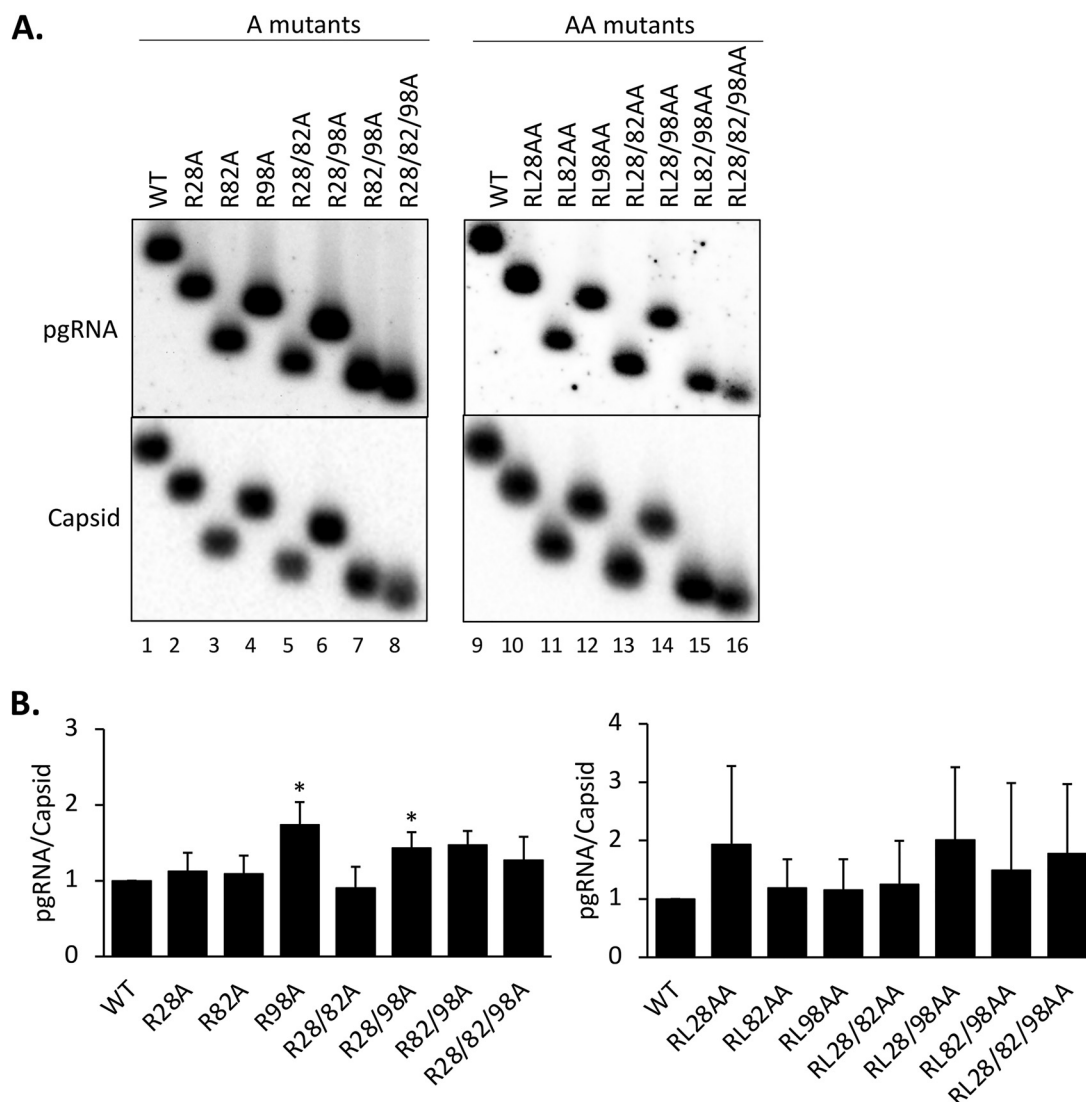 A.
A mutants
AA mutants
WT
R28A
R82A
R98A
R28/82A
R28/98A
R82/98A
R28/82/98A
WT
RL28AA
RL82AA
RL98AA
RL28/82AA
RL28/98AA
RL82/98AA
RL28/82/98AA
pgRNA
Capsid
1 2 3 4 5 6 7 8
9 10 11 12 13 14 15 16
B.
pgRNA/Capsid
3
2
1
0
*
*
WT
R28A
R82A
R98A
R28/82A
R28/98A
R82/98A
R28/82/98A
pgRNA/Capsid
4
3
2
1
0
WT
RL28AA
RL82AA
RL98AA
RL28/82AA
RL28/98AA
RL82/98AA
RL28/82/98AA